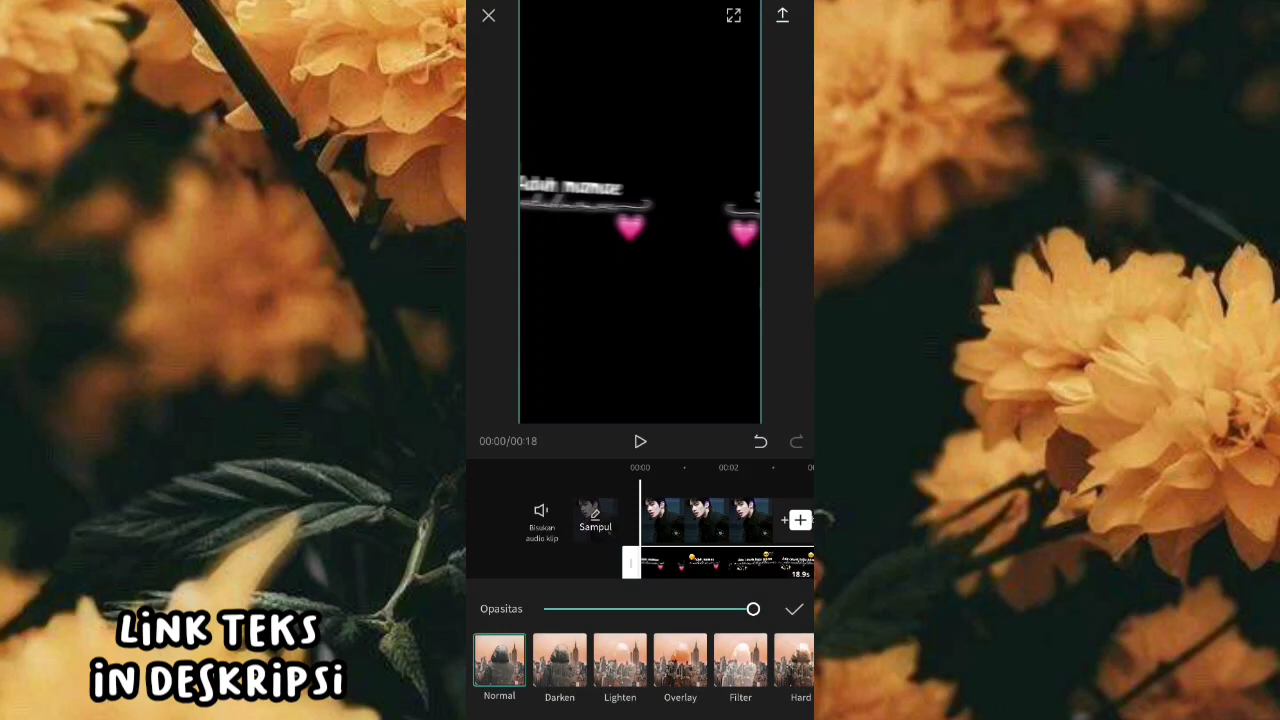 00:00/00:18
00:00
00:02
Bisukan
audio klip
Sampul
18.9s
Opasitas
Normal
Darken
Lighten
Overlay
Filter
Hard
LINK TEKS
IN DESKRIPSI